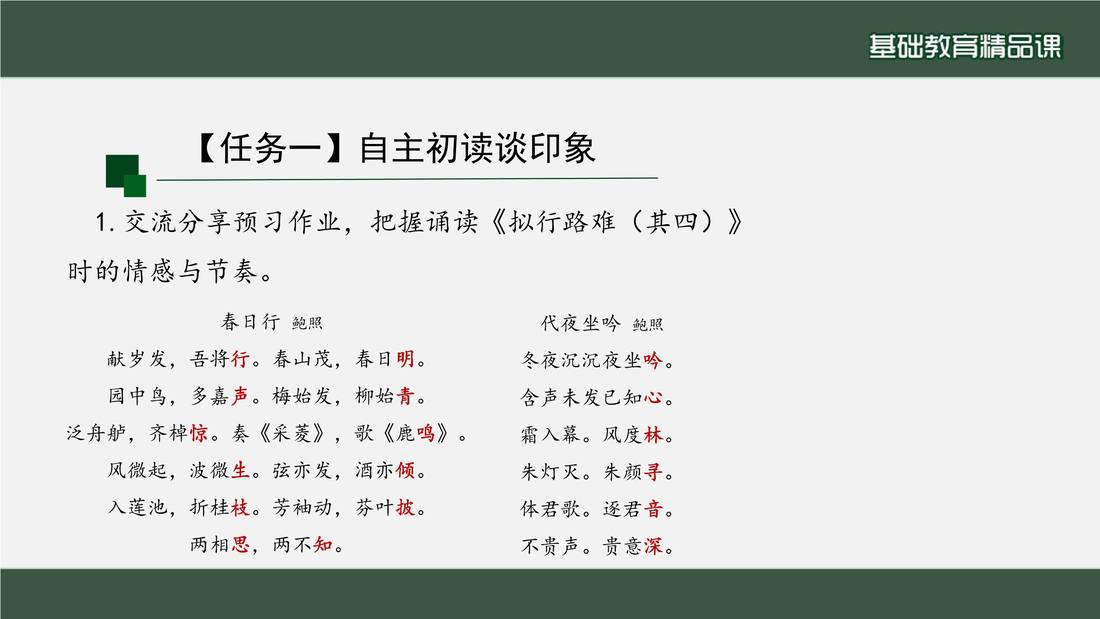 基础教育精品课
【任务一】自主初读谈印象
1.交流分享预习作业，把握诵读《拟行路难（其四）》
时的情感与节奏。
春日行 鲍照
献岁发，吾将行。春山茂，春日明。
园中鸟，多嘉声。梅始发，柳始青。
泛舟舻，齐棹惊。奏《采菱》，歌《鹿鸣》。
风微起，波微生。弦亦发，酒亦倾。
入莲池，折桂枝。芳袖动，芬叶披。
两相思，两不知。
代夜坐吟 鲍照
冬夜沉沉夜坐吟。
含声未发已知心。
霜入幕。风度林。
朱灯灭。朱颜寻。
体君歌。逐君音。
不贵声。贵意深。